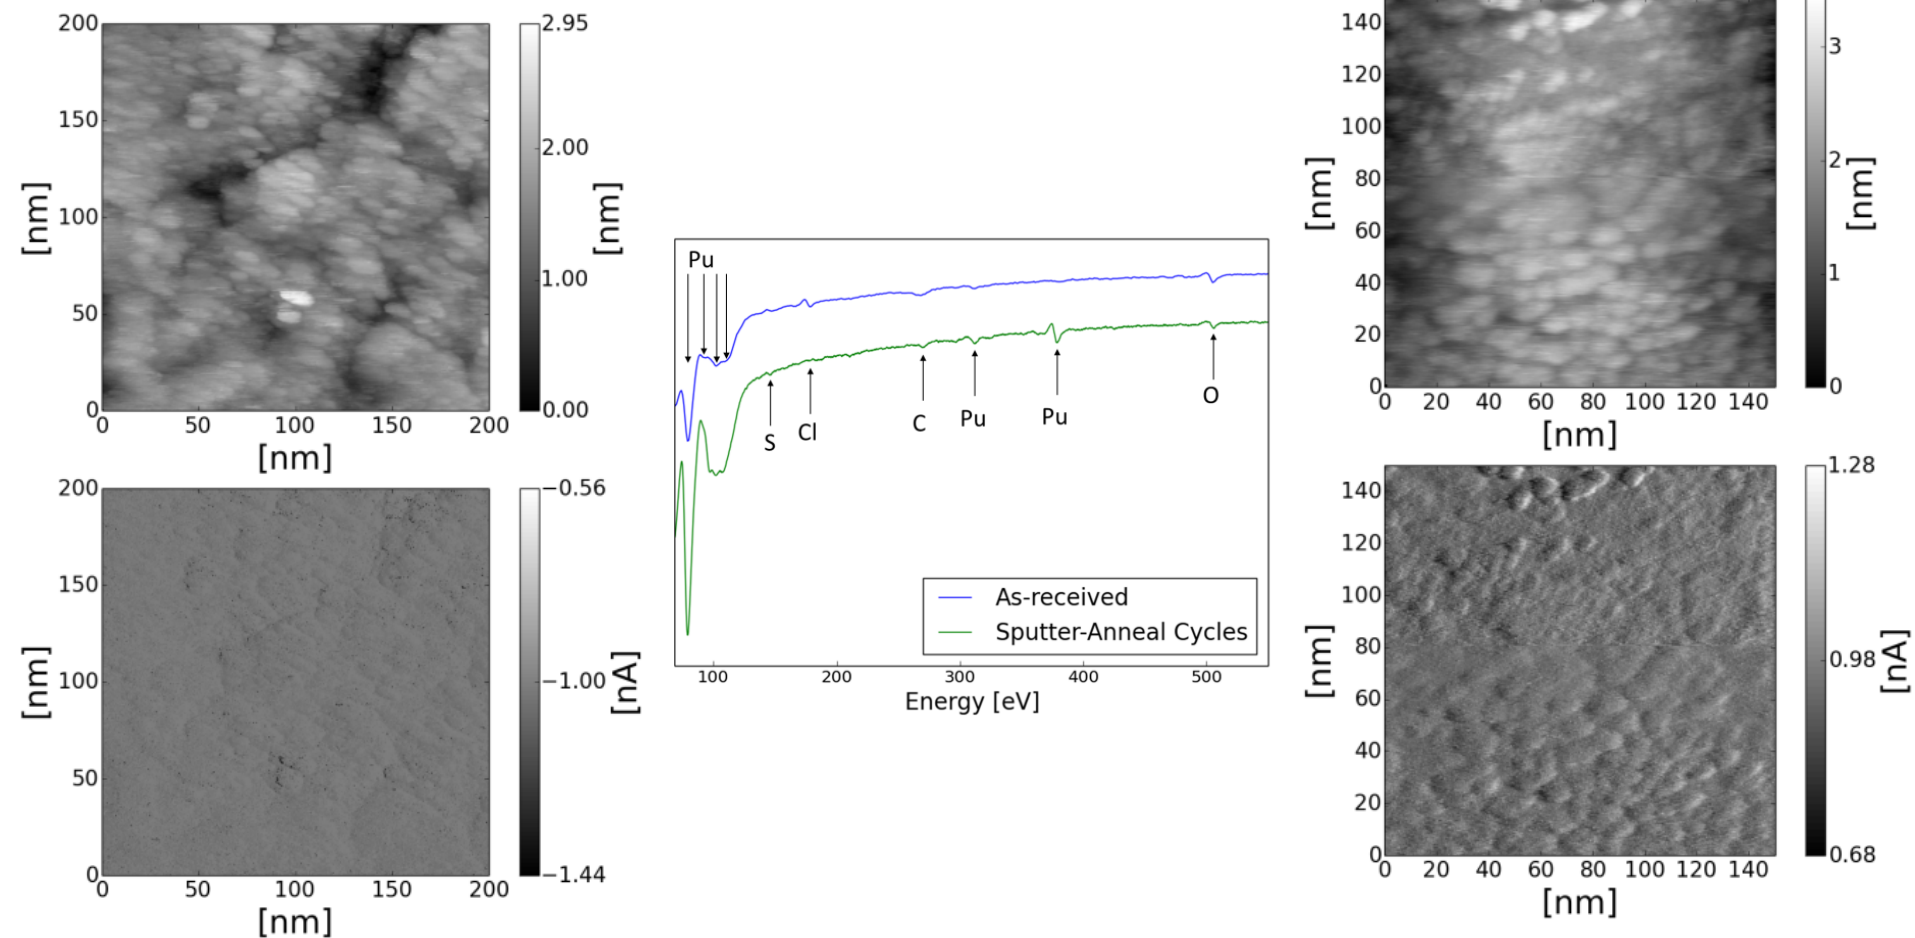 200
150
100
50
0
[nm]
0 50 100 150 200
[nm]
2.95
2.00
1.00
0.00
[nm]
200
150
100
50
0
[nm]
0 50 100 150 200
[nm]
−0.56
−1.00
−1.44
[nA]
Pu
S
Cl
C
Pu
Pu
O
As-received
Sputter-Anneal Cycles
100 200 300 400 500
Energy [eV]
140
120
100
80
60
40
20
0
[nm]
0 20 40 60 80 100 120 140
[nm]
3
2
1
0
[nm]
140
120
100
80
60
40
20
0
[nm]
0 20 40 60 80 100 120 140
[nm]
1.28
0.98
0.68
[nA]